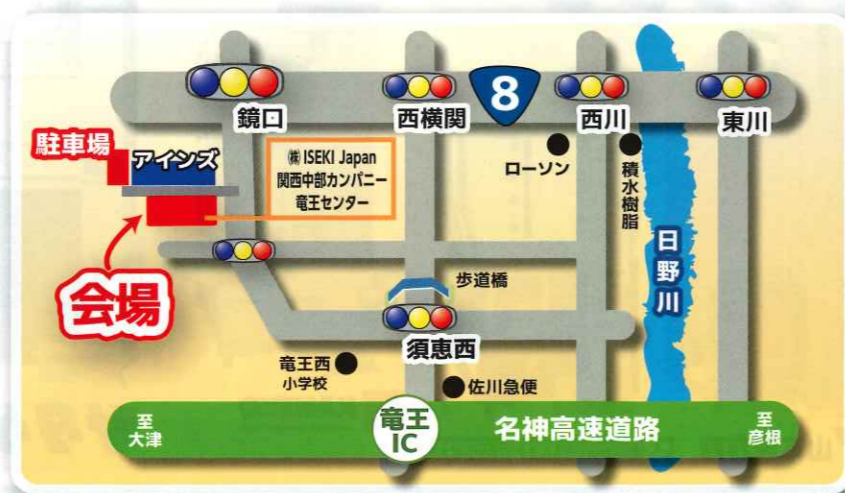 8
鏡口
西横関
西川
東川
駐車場
アインズ
㈱ ISEKI Japan
関西中部カンパニー
竜王センター
ローソン
積水樹脂
日野川
会場
歩道橋
須恵西
竜王西
小学校
佐川急便
至
大津
竜王
IC
名神高速道路
至
彦根